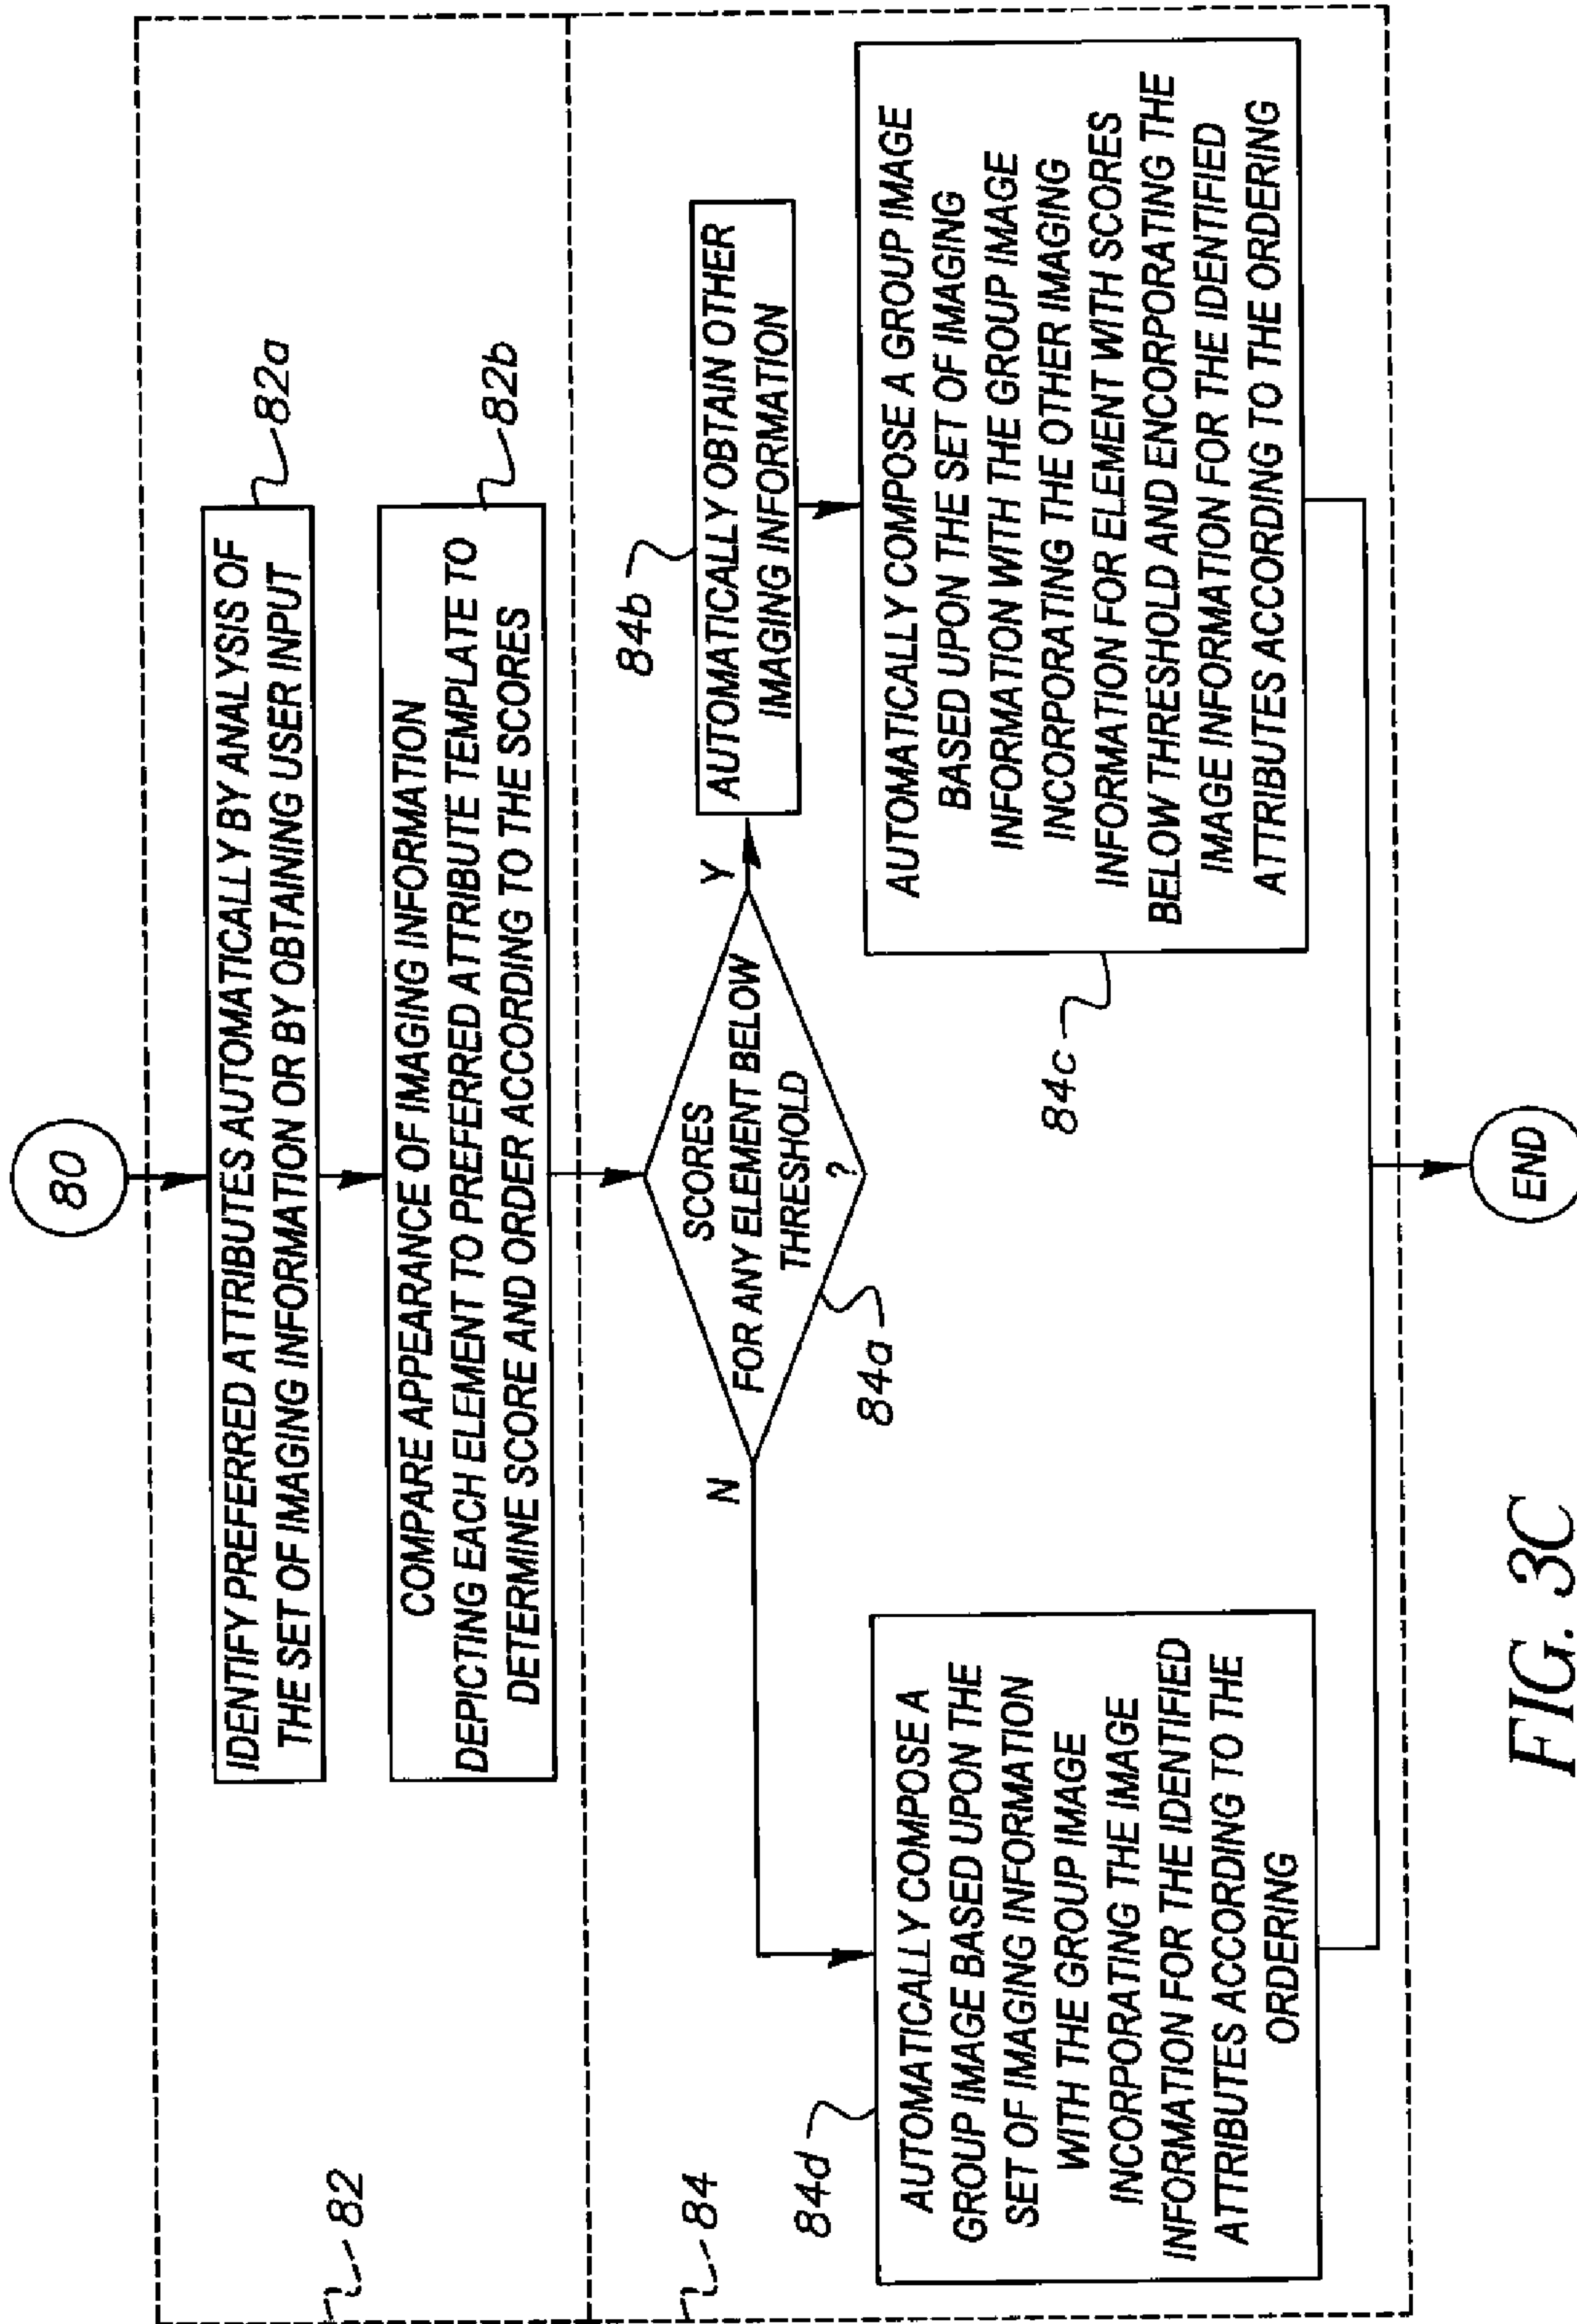 80
82
82a
IDENTIFY PREFERRED ATTRIBUTES AUTOMATICALLY BY ANALYSIS OF
THE SET OF IMAGING INFORMATION OR BY OBTAINING USER INPUT
82b
COMPARE APPEARANCE OF IMAGING INFORMATION
DEPICTING EACH ELEMENT TO PREFERRED ATTRIBUTE TEMPLATE TO
DETERMINE SCORE AND ORDER ACCORDING TO THE SCORES
84
84a
SCORES
FOR ANY ELEMENT BELOW
THRESHOLD
?
N
Y
84b
AUTOMATICALLY OBTAIN OTHER
IMAGING INFORMATION
84d
AUTOMATICALLY COMPOSE A
GROUP IMAGE BASED UPON THE
SET OF IMAGING INFORMATION
WITH THE GROUP IMAGE
INCORPORATING THE IMAGE
INFORMATION FOR THE IDENTIFIED
ATTRIBUTES ACCORDING TO THE
ORDERING
84c
AUTOMATICALLY COMPOSE A GROUP IMAGE
BASED UPON THE SET OF IMAGING
INFORMATION WITH THE GROUP IMAGE
INCORPORATING THE OTHER IMAGING
INFORMATION FOR ELEMENT WITH SCORES
BELOW THRESHOLD AND ENCORPORATING THE
IMAGE INFORMATION FOR THE IDENTIFIED
ATTRIBUTES ACCORDING TO THE ORDERING
END
FIG. 3C